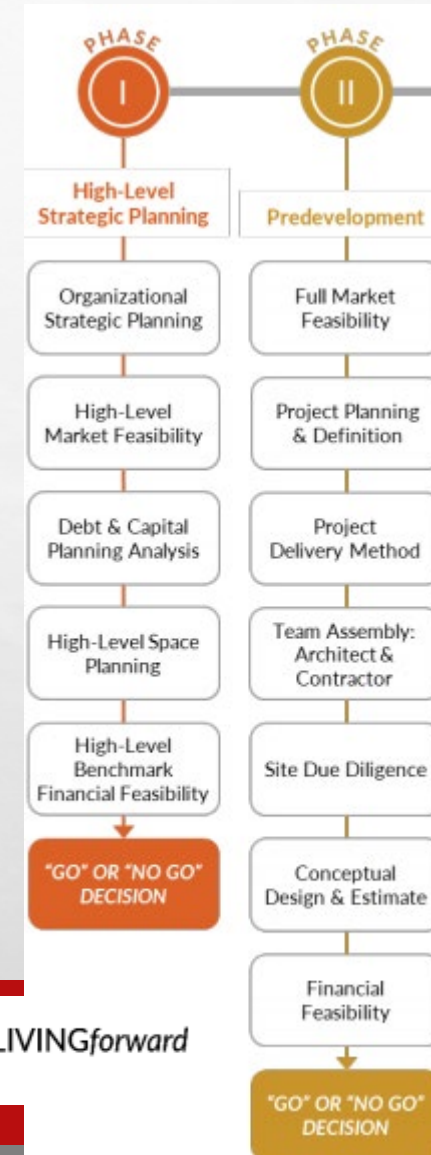 PHASE
I
High-Level
Strategic Planning
Organizational
Strategic Planning
High-Level
Market Feasibility
Debt & Capital
Planning Analysis
High-Level Space
Planning
High-Level
Benchmark
Financial Feasibility
"GO" OR "NO GO"
DECISION
PHASE
II
Predevelopment
Full Market
Feasibility
Project Planning
& Definition
Project
Delivery Method
Team Assembly:
Architect &
Contractor
Site Due Diligence
Conceptual
Design & Estimate
Financial
Feasibility
"GO" OR "NO GO"
DECISION
LIVINGforward